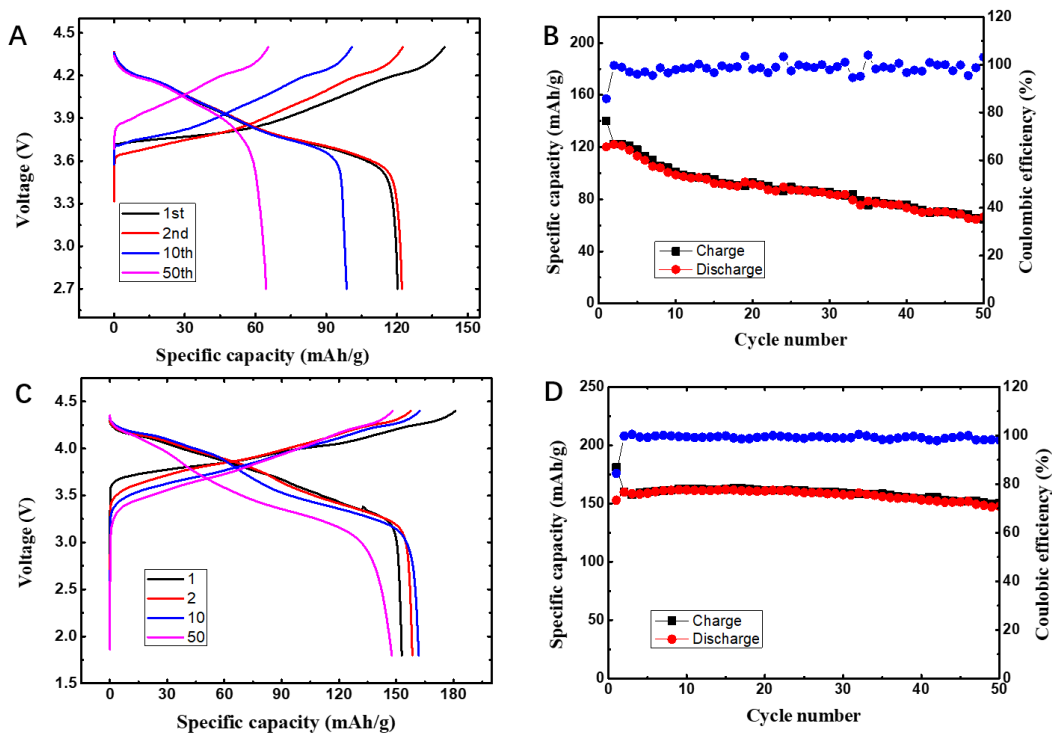 A
Voltage (V)
4.4
4.2
3.9
3.6
3.3
3.0
2.7
1st
2nd
10th
50th
0 30 60 90 120 150
Specific capacity (mAh/g)
B
Specific capacity (mAh/g)
200
160
120
80
40
0
Charge
Discharge
120
100
80
60
40
20
0
Coulombic efficiency (%)
0 10 20 30 40 50
Cycle number
C
Voltage (V)
4.5
4.0
3.5
3.0
2.5
2.0
1.5
1
2
10
50
0 30 60 90 120 150 180
Specific capacity (mAh/g)
D
Specific capacity (mAh/g)
250
200
150
100
50
0
Charge
Discharge
120
100
80
60
40
20
0
Coulobic efficiency (%)
0 10 20 30 40 50
Cycle number